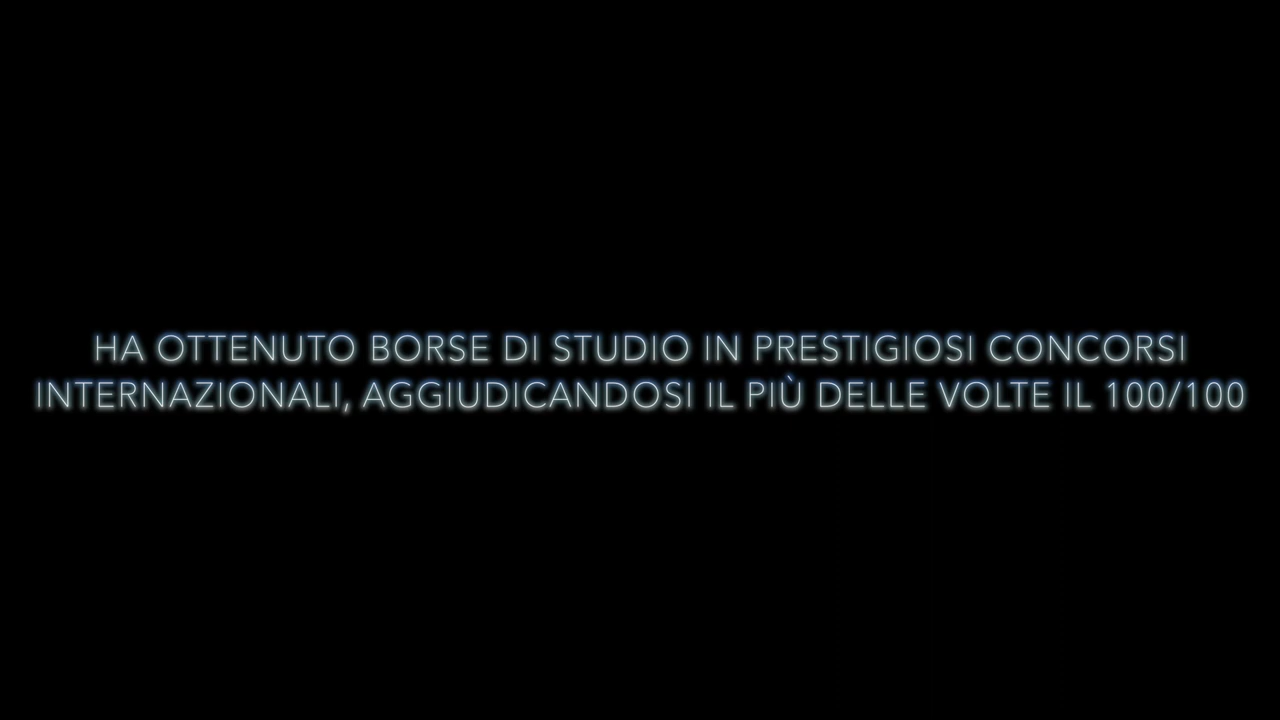 HA OTTENUTO BORSE DI STUDIO IN PRESTIGIOSI CONCORSI
INTERNAZIONALI, AGGIUDICANDOSI IL PIÙ DELLE VOLTE IL 100/100